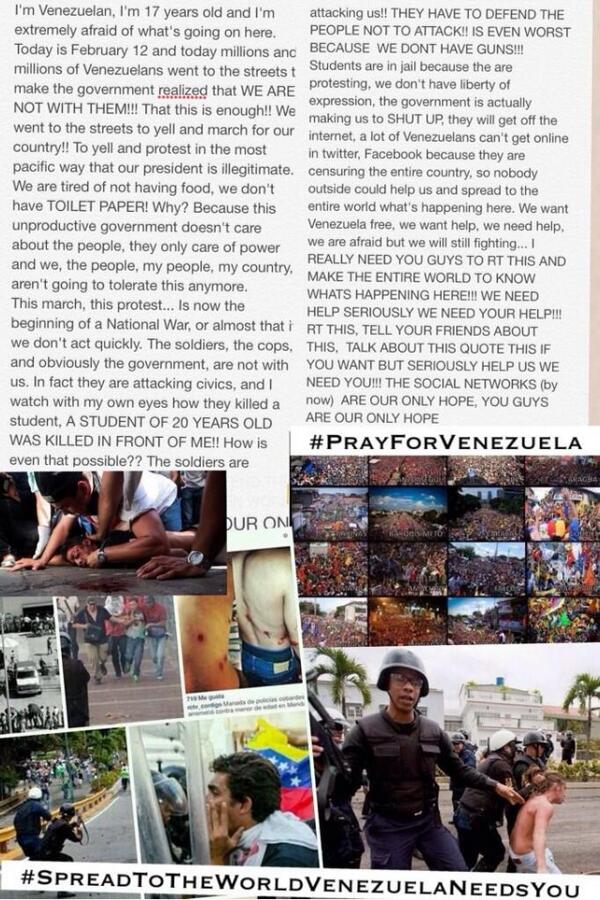 I'm Venezuelan, I'm 17 years old and I'm
extremely afraid of what's going on here.
Today is February 12 and today millions and
millions of Venezuelans went to the streets t
make the government realized that WE ARE
NOT WITH THEM!!! That this is enough!! We
went to the streets to yell and march for our
country!! To yell and protest in the most
pacific way that our president is illegitimate.
We are tired of not having food, we don't
have TOILET PAPER! Why? Because this
unproductive government doesn't care
about the people, they only care of power
and we, the people, my people, my country,
aren't going to tolerate this anymore.
This march, this protest... Is now the
beginning of a National War, or almost that i
we don't act quickly. The soldiers, the cops,
and obviously the government, are not with
us. In fact they are attacking civics, and I
watch with my own eyes how they killed a
student, A STUDENT OF 20 YEARS OLD
WAS KILLED IN FRONT OF ME!! How is
even that possible?? The soldiers are
attacking us!! THEY HAVE TO DEFEND THE
PEOPLE NOT TO ATTACK!! IS EVEN WORST
BECAUSE WE DONT HAVE GUNS!!!
Students are in jail because the are
protesting, we don't have liberty of
expression, the government is actually
making us to SHUT UP, they will get off the
internet, a lot of Venezuelans can't get online
in twitter, Facebook because they are
censuring the entire country, so nobody
outside could help us and spread to the
entire world what's happening here. We want
Venezuela free, we want help, we need help,
we are afraid but we will still fighting... I
REALLY NEED YOU GUYS TO RT THIS AND
MAKE THE ENTIRE WORLD TO KNOW
WHATS HAPPENING HERE!!! WE NEED
HELP SERIOUSLY WE NEED YOUR HELP!!!
RT THIS, TELL YOUR FRIENDS ABOUT
THIS, TALK ABOUT THIS QUOTE THIS IF
YOU WANT BUT SERIOUSLY HELP US WE
NEED YOU!!! THE SOCIAL NETWORKS (by
now) ARE OUR ONLY HOPE, YOU GUYS
ARE OUR ONLY HOPE
#PRAYFORVENEZUELA
OUR ON
719 Me gusta
rctv_contigo Manada de policías cobardes
arremetió contra menor de edad en Mérida
#SPREADTOTHEWORLDVENEZUELANEEDSYOU